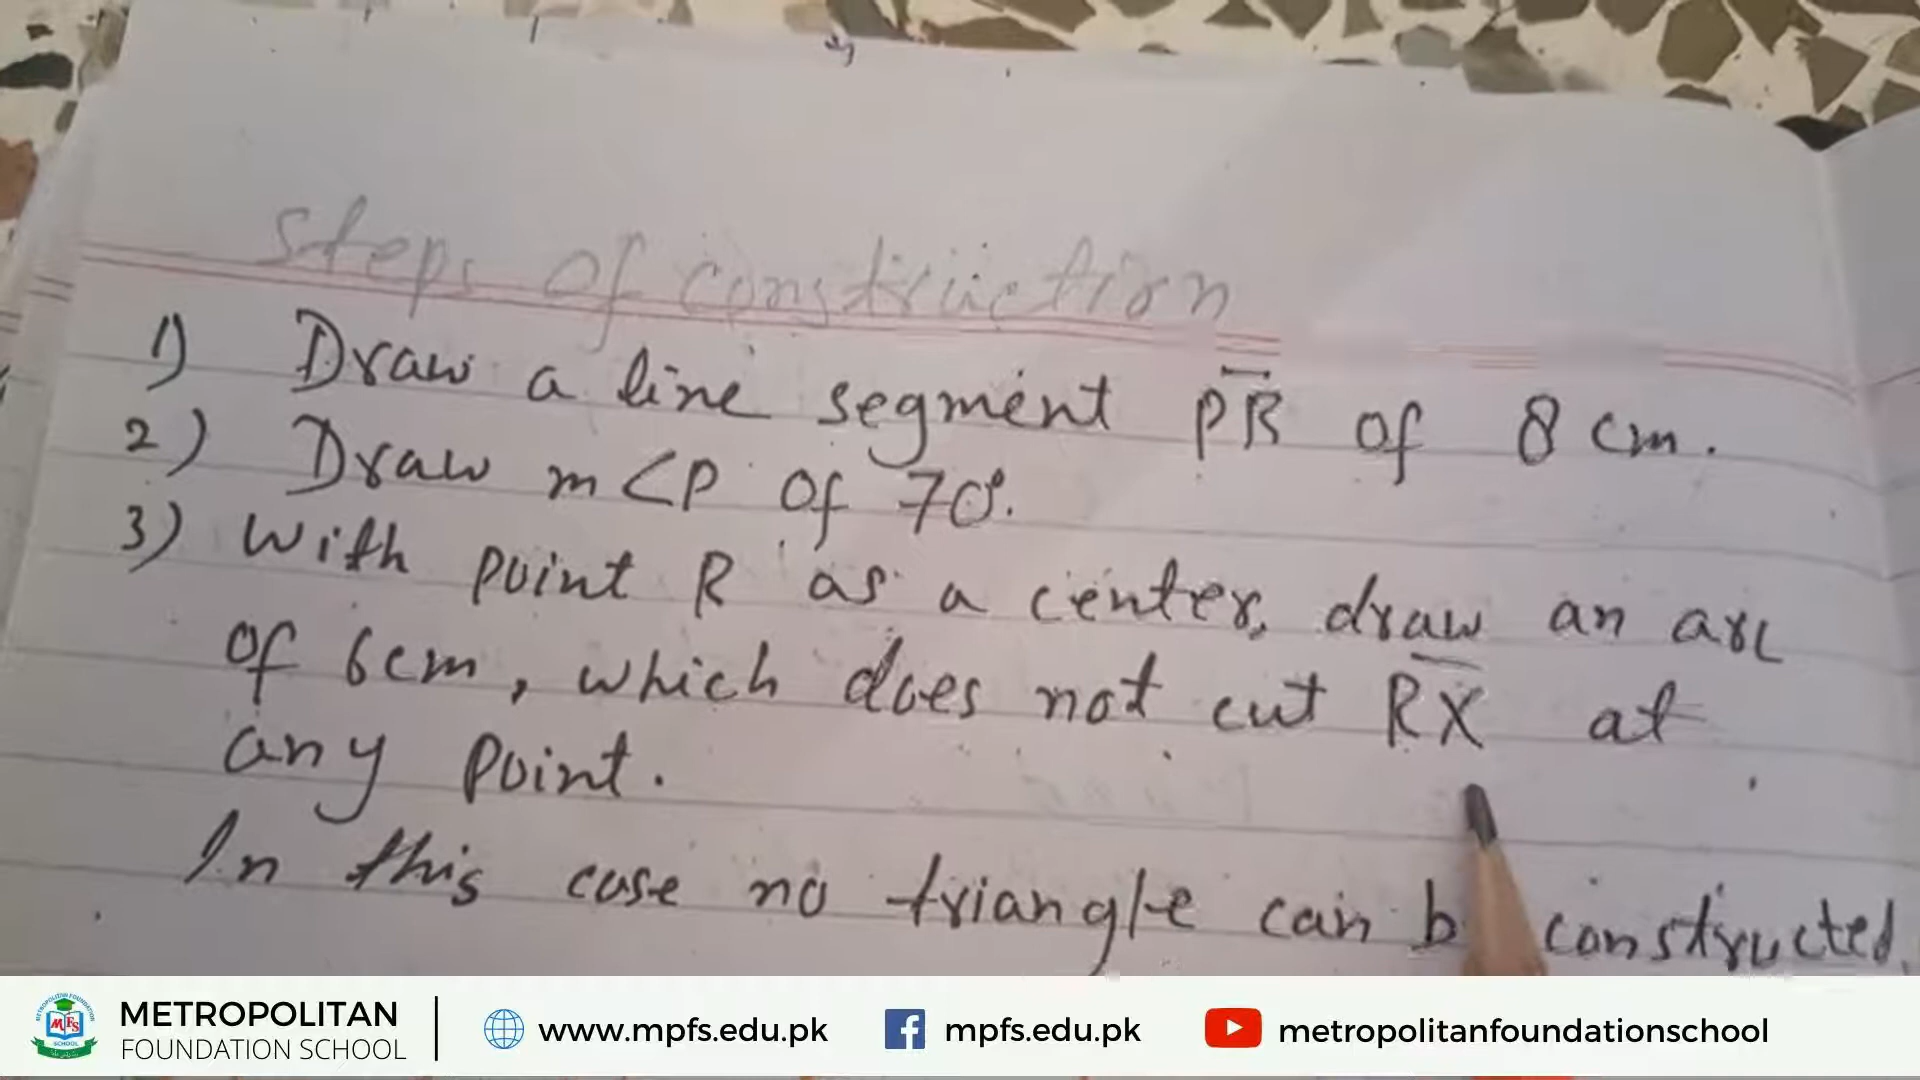 Steps of construction
1) Draw a line segment PR of 8 cm.
2) Draw m<P of 70°.
3) With point R as a center, draw an arc
of 6cm, which does not cut RX at
any point.
In this case no triangle can b constructed.
METROPOLITAN
FOUNDATION SCHOOL
www.mpfs.edu.pk
mpfs.edu.pk
metropolitanfoundationschool
MFS
SCHOOL